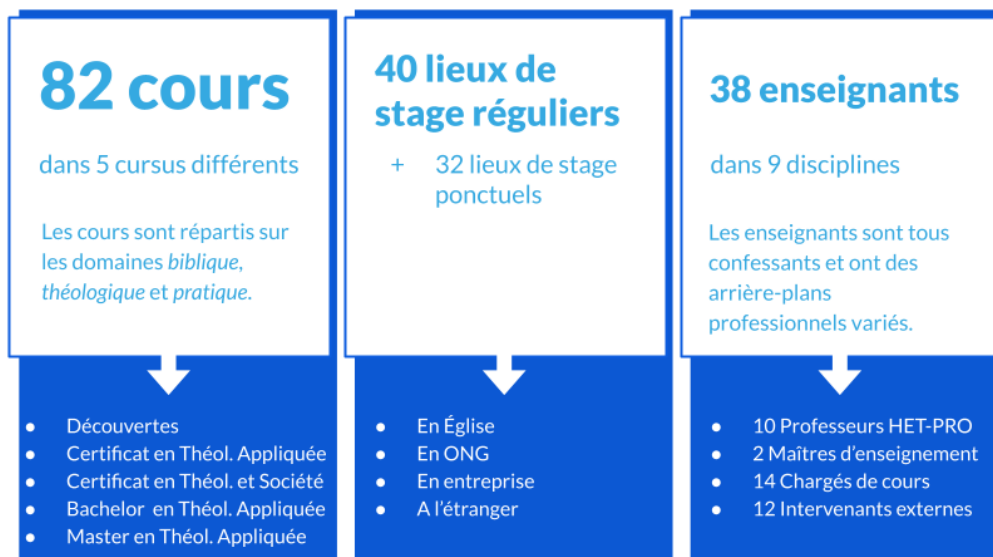 82 cours
dans 5 cursus différents
Les cours sont répartis sur
les domaines biblique,
théologique et pratique.
● Découvertes
● Certificat en Théol. Appliquée
● Certificat en Théol. et Société
● Bachelor en Théol. Appliquée
● Master en Théol. Appliquée
40 lieux de
stage réguliers
+ 32 lieux de stage
ponctuels
● En Église
● En ONG
● En entreprise
● A l’étranger
38 enseignants
dans 9 disciplines
Les enseignants sont tous
confessants et ont des
arrière-plans
professionnels variés.
● 10 Professeurs HET-PRO
● 2 Maîtres d’enseignement
● 14 Chargés de cours
● 12 Intervenants externes